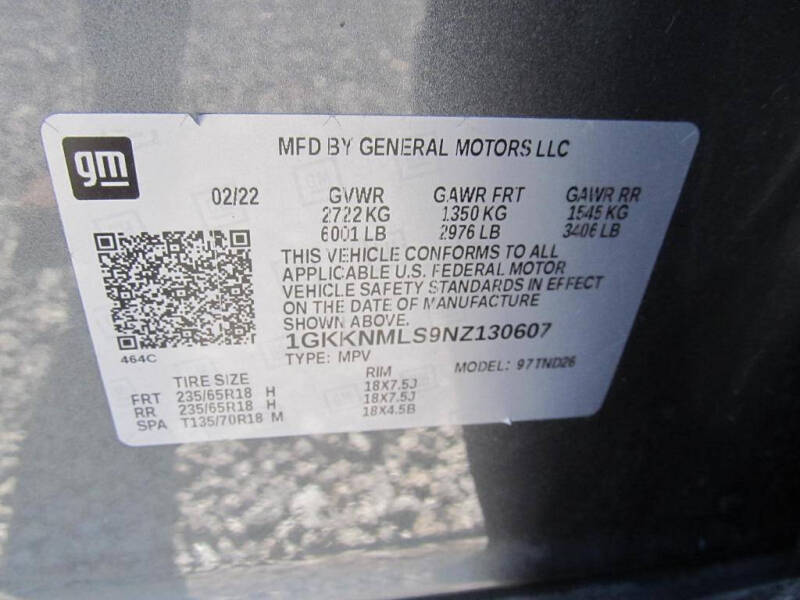 gm
MFD BY GENERAL MOTORS LLC
02/22 GVWR GAWR FRT GAWR RR
2722 KG 1350 KG 1545 KG
6001 LB 2976 LB 3406 LB
THIS VEHICLE CONFORMS TO ALL
APPLICABLE U.S. FEDERAL MOTOR
VEHICLE SAFETY STANDARDS IN EFFECT
ON THE DATE OF MANUFACTURE
SHOWN ABOVE.
1GKKNMLS9NZ130607
464C
TYPE: MPV MODEL: 97TND26
TIRE SIZE RIM
FRT 235/65R18 H 18X7.5J
RR 235/65R18 H 18X7.5J
SPA T135/70R18 M 18X4.5B